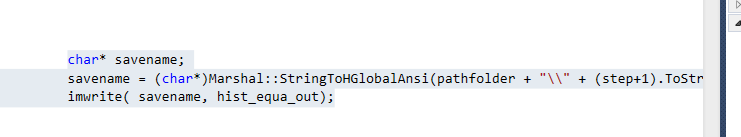 char* savename;
savename = (char*)Marshal::StringToHGlobalAnsi(pathfolder + "\\" + (step+1).ToStr
imwrite( savename, hist_equa_out);